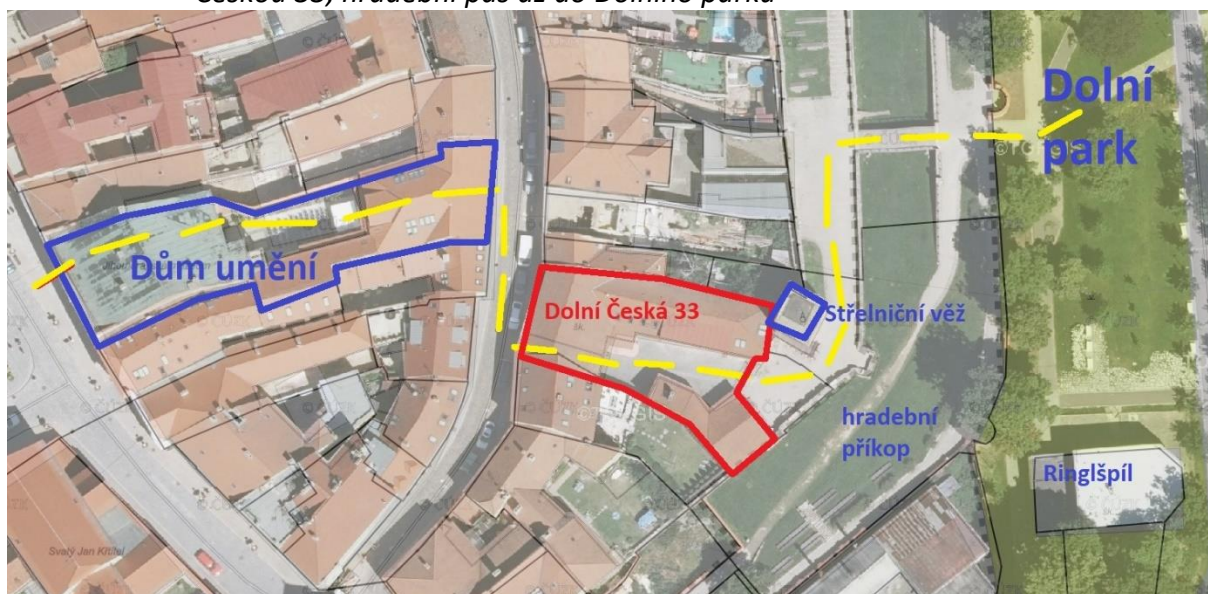 Českou 33, hradební pás až do Dolního parku
Dolní
park
Dům umění
Dolní Česká 33
Střelniční věž
hradební
příkop
Ringlšpíl
Svatý Jan Křtitel
© ČÚZK